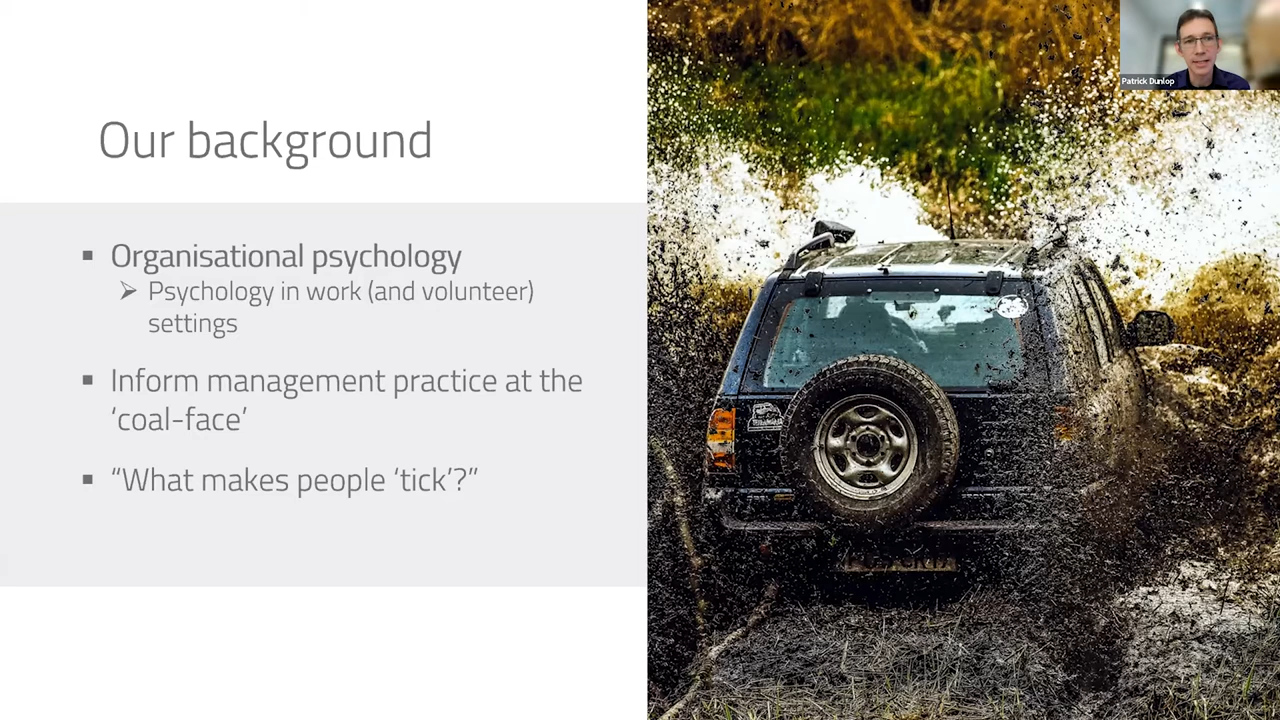 Patrick Dunlop
Our background
Organisational psychology
Psychology in work (and volunteer)
settings
Inform management practice at the
‘coal-face’
“What makes people ‘tick’?”